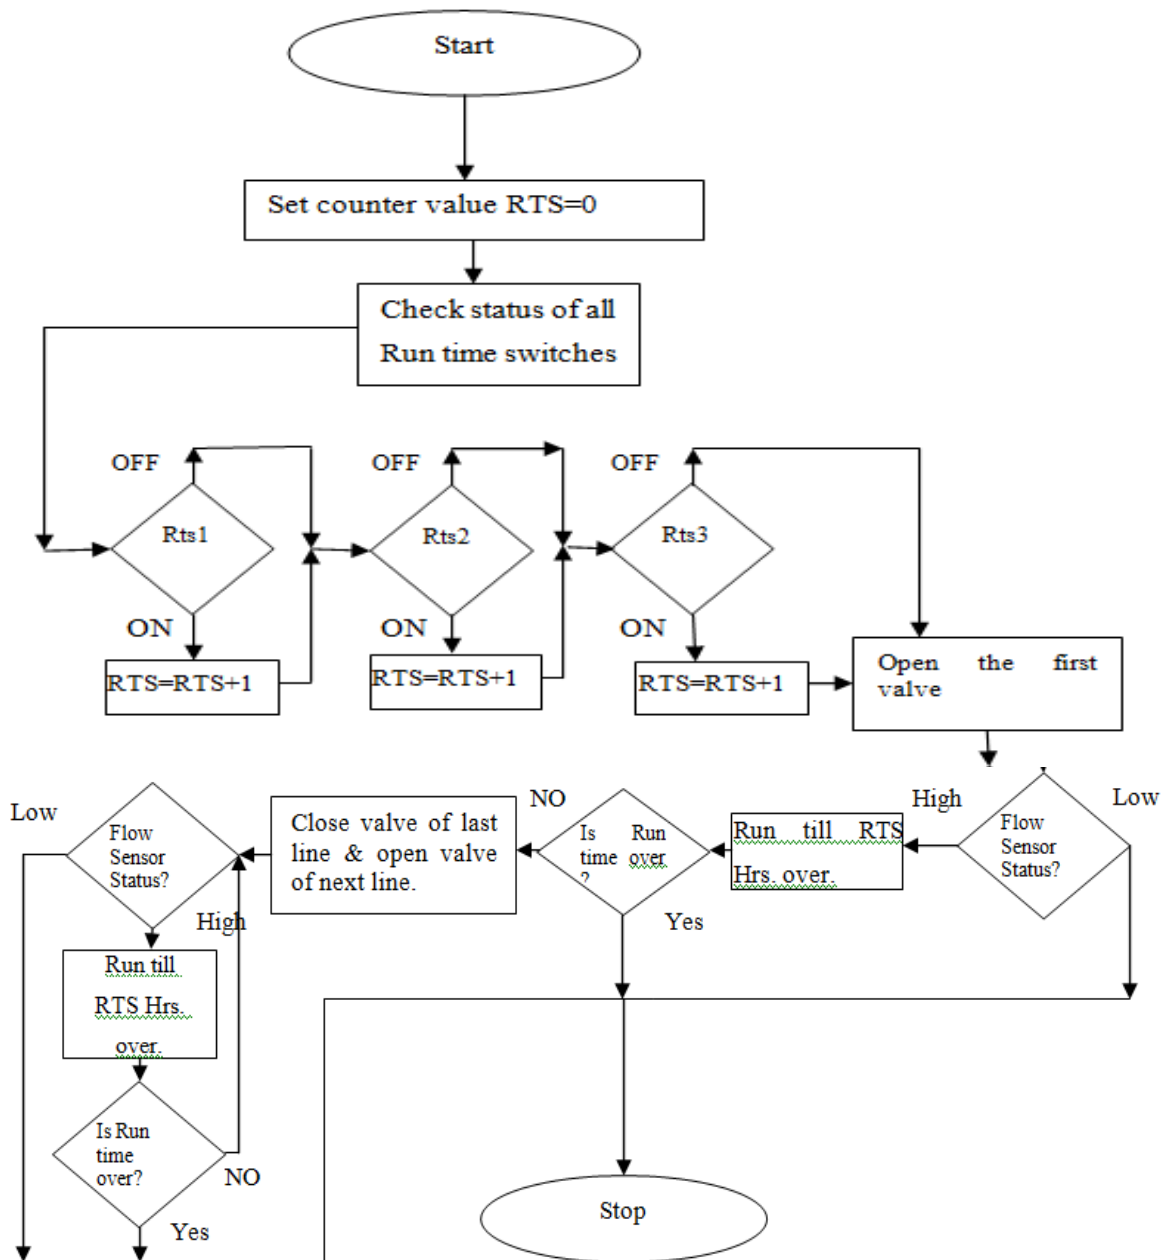 Start
Set counter value RTS=0
Check status of all
Run time switches
OFF
OFF
OFF
Rts1
Rts2
Rts3
ON
ON
ON
RTS=RTS+1
RTS=RTS+1
RTS=RTS+1
Open the first
valve
Low
Flow
Sensor
Status?
High
Close valve of last
line & open valve
of next line.
NO
Is Run
time over
?
Yes
Run till RTS
Hrs. over.
High
Flow
Sensor
Status?
Low
Run till
RTS Hrs.
over.
Is Run
time
over?
NO
Yes
Stop